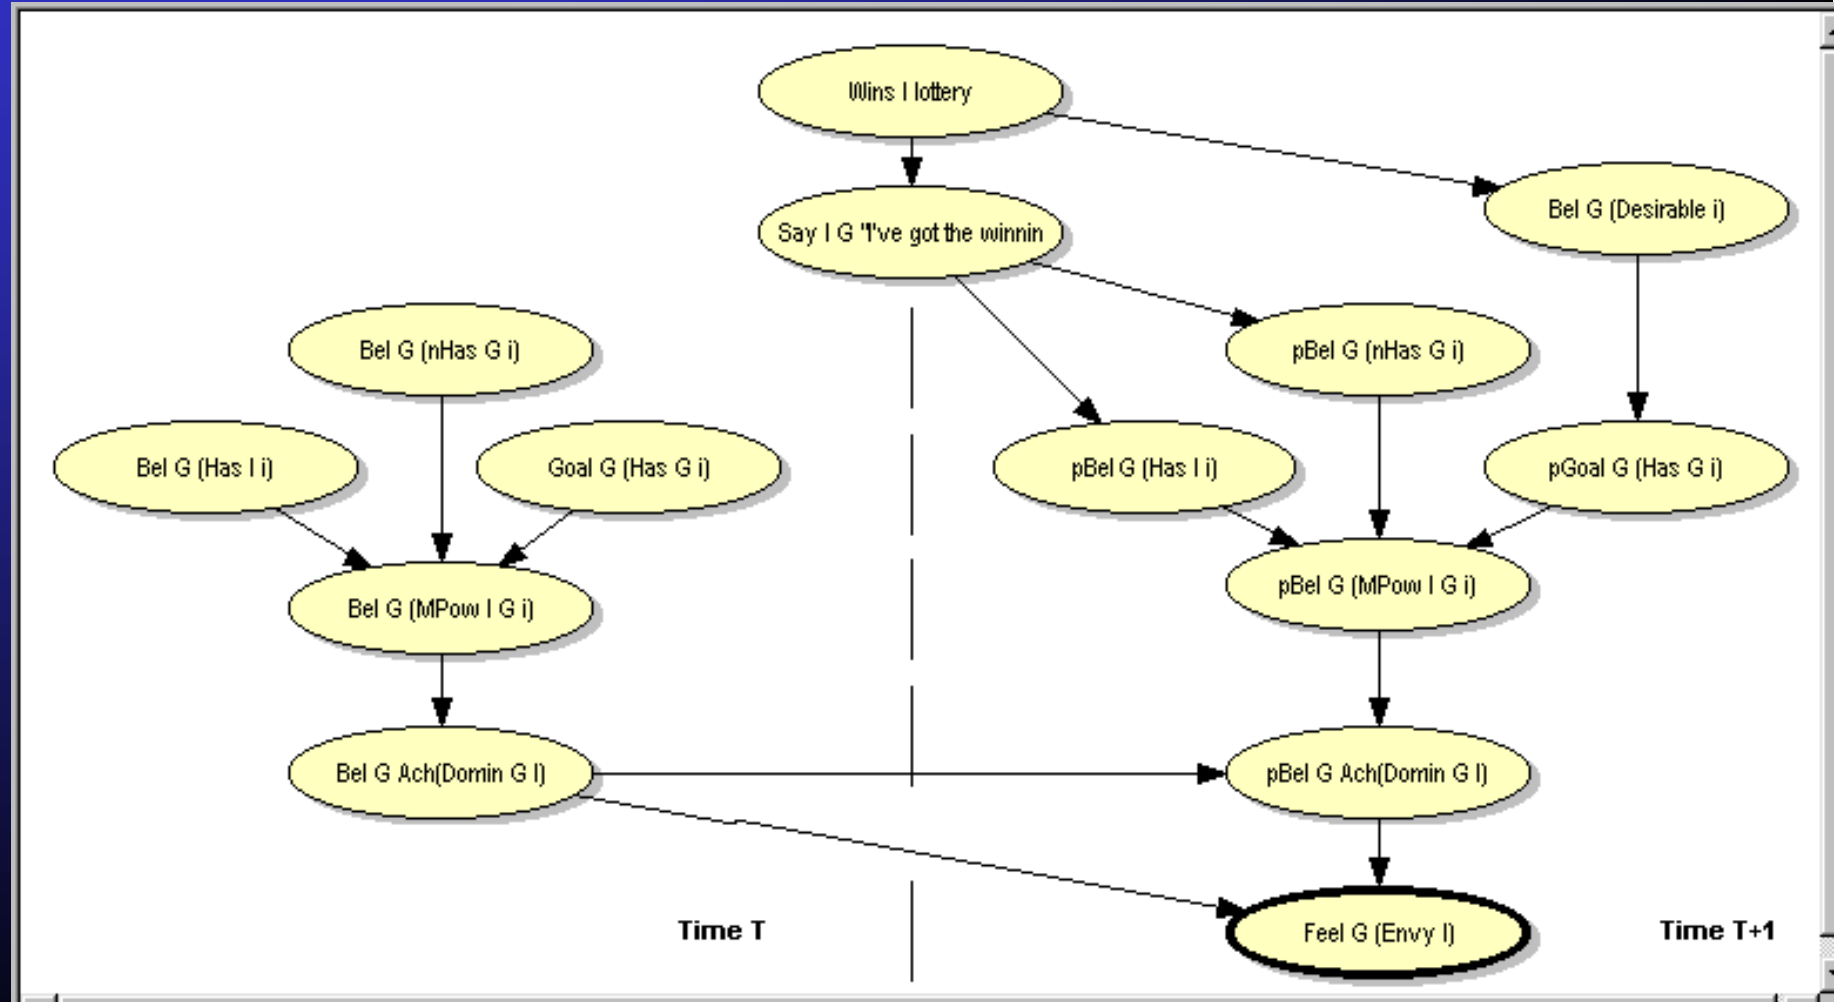 Wins I lottery
Say I G "I've got the winnin
Bel G (Desirable i)
Bel G (nHas G i)
pBel G (nHas G i)
Bel G (Has I i)
Goal G (Has G i)
pBel G (Has I i)
pGoal G (Has G i)
Bel G (MPow I G i)
pBel G (MPow I G i)
Bel G Ach(Domin G I)
pBel G Ach(Domin G I)
Time T
Feel G (Envy I)
Time T+1